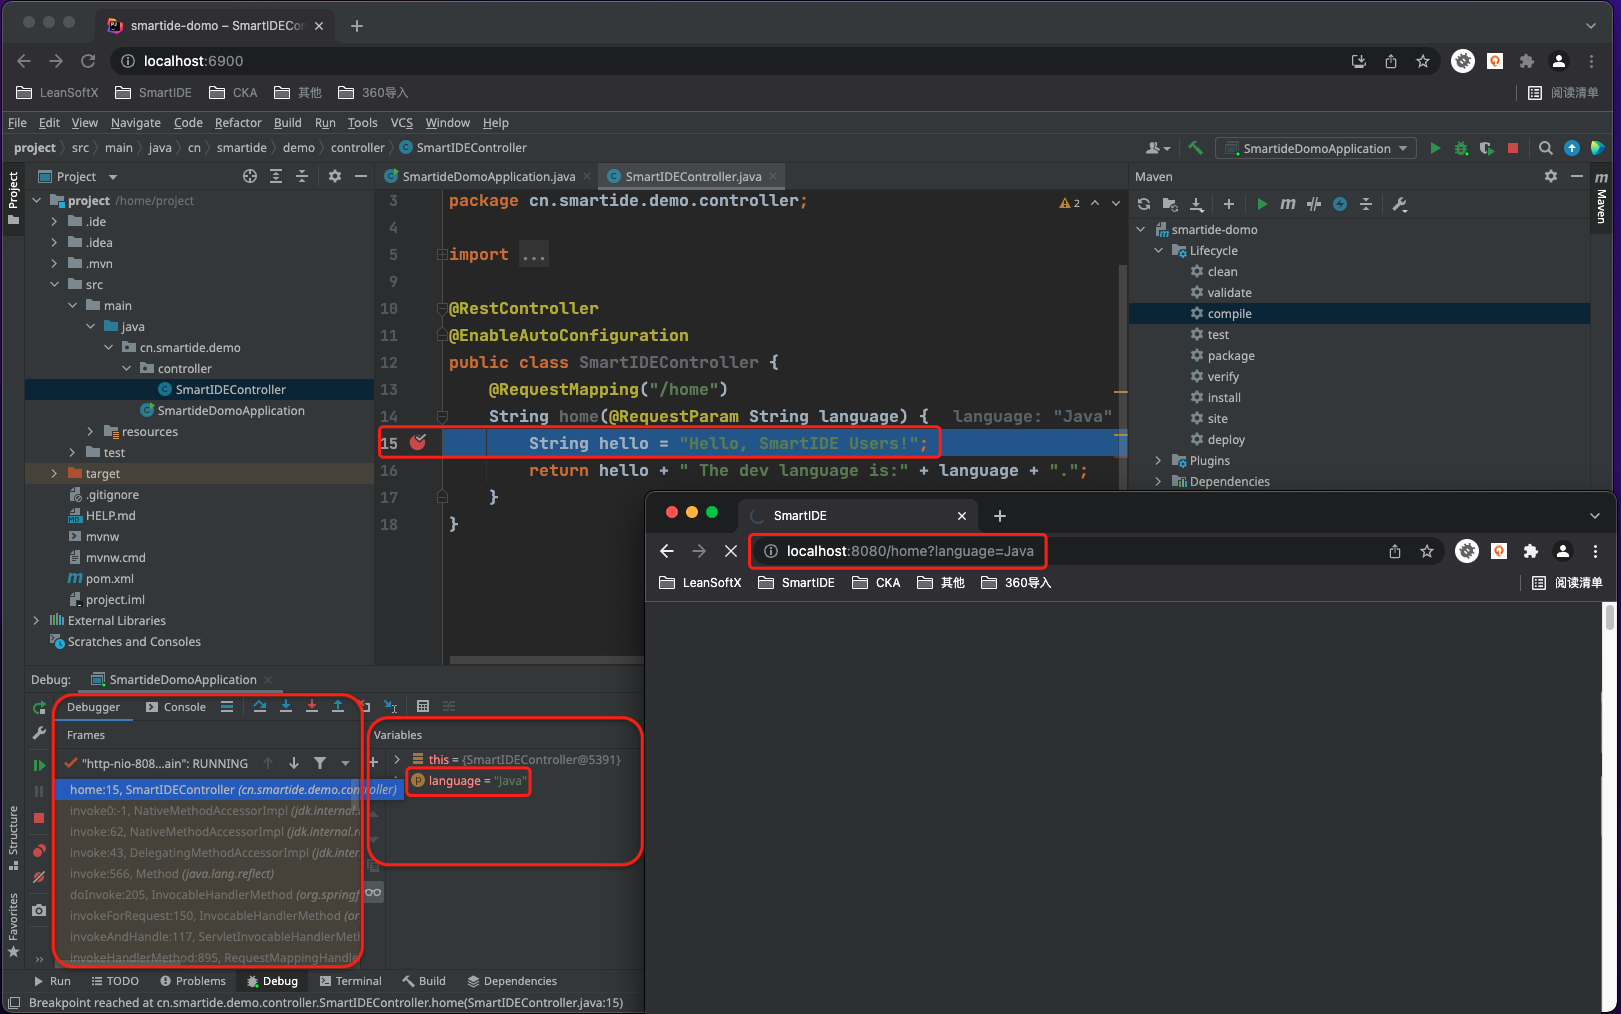 smartide-domo – SmartIDECon
localhost:6900
LeanSoftX SmartIDE CKA 其他 360导入 阅读清单
File Edit View Navigate Code Refactor Build Run Tools VCS Window Help
project src main java cn smartide demo controller SmartIDEController SmartideDomoApplication
Project
Project
project /home/project
.ide
.idea
.mvn
src
main
java
cn.smartide.demo
controller
SmartIDEController
SmartideDomoApplication
resources
test
target
.gitignore
HELP.md
mvnw
mvnw.cmd
pom.xml
project.iml
External Libraries
Scratches and Consoles
SmartideDomoApplication.java SmartIDEController.java
2
3 package cn.smartide.demo.controller;
4
5 import ...
9
10 @RestController
11 @EnableAutoConfiguration
12 public class SmartIDEController {
13 @RequestMapping("/home")
14 String home(@RequestParam String language) { language: "Java"
15 String hello = "Hello, SmartIDE Users!";
16 return hello + " The dev language is:" + language + ".";
17 }
18 }
Maven
Maven
smartide-domo
Lifecycle
clean
validate
compile
test
package
verify
install
site
deploy
Plugins
Dependencies
SmartIDE
localhost:8080/home?language=Java
LeanSoftX SmartIDE CKA 其他 360导入 阅读清单
Debug: SmartideDomoApplication
Debugger Console
Frames
"http-nio-808...ain": RUNNING
home:15, SmartIDEController (cn.smartide.demo.controller)
invoke0:-1, NativeMethodAccessorImpl (jdk.internal.
invoke:62, NativeMethodAccessorImpl (jdk.internal.re
invoke:43, DelegatingMethodAccessorImpl (jdk.inter
invoke:566, Method (java.lang.reflect)
doInvoke:205, InvocableHandlerMethod (org.springf
invokeForRequest:150, InvocableHandlerMethod (or
invokeAndHandle:117, ServletInvocableHandlerMeth
invokeHandlerMethod:895, RequestMappingHandle
Variables
this = {SmartIDEController@5391}
language = "Java"
Structure
Favorites
Run TODO Problems Debug Terminal Build Dependencies
Breakpoint reached at cn.smartide.demo.controller.SmartIDEController.home(SmartIDEController.java:15)